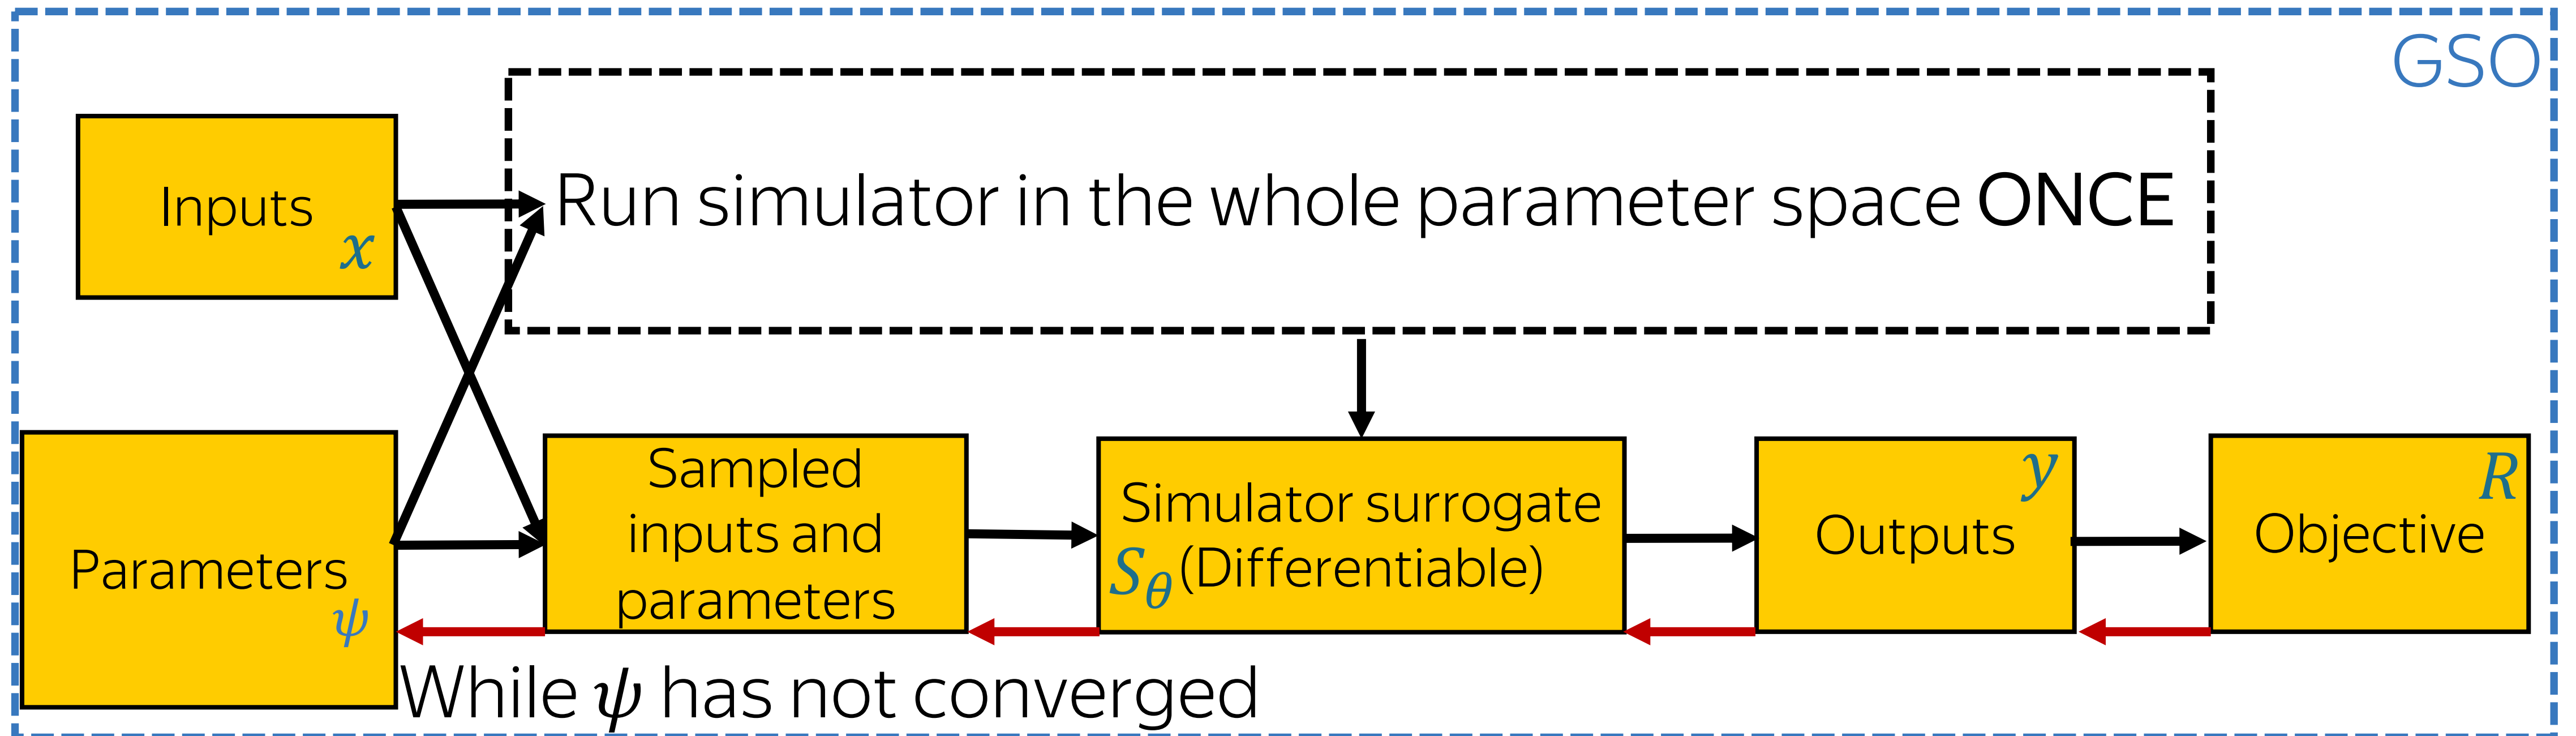 GSO
Inputs
x
Run simulator in the whole parameter space ONCE
Parameters
ψ
Sampled
inputs and
parameters
Simulator surrogate
S_θ (Differentiable)
Outputs
y
Objective
R
While ψ has not converged